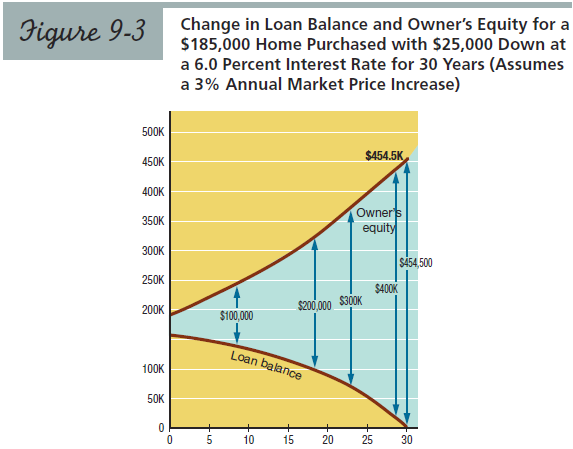 Figure 9-3
Change in Loan Balance and Owner's Equity for a
$185,000 Home Purchased with $25,000 Down at
a 6.0 Percent Interest Rate for 30 Years (Assumes
a 3% Annual Market Price Increase)
500K
450K
400K
350K
300K
250K
200K
100K
50K
0
$454.5K
Owner's
equity
$454,500
$400K
$300K
$200,000
$100,000
Loan balance
0 5 10 15 20 25 30